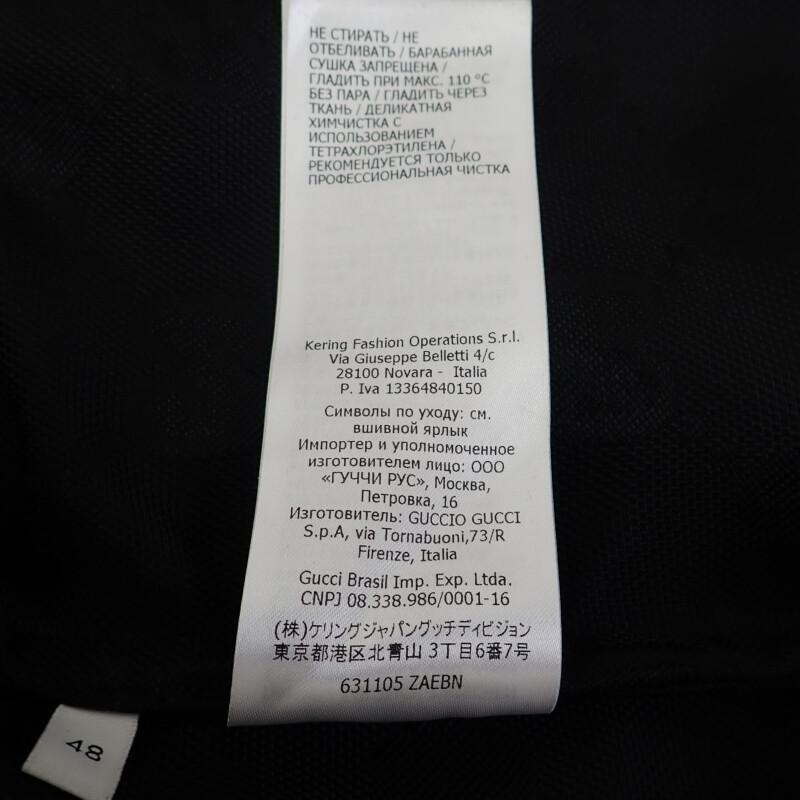 НЕ СТИРАТЬ / НЕ
ОТБЕЛИВАТЬ / БАРАБАННАЯ
СУШКА ЗАПРЕЩЕНА /
ГЛАДИТЬ ПРИ МАКС. 110 °C
БЕЗ ПАРА / ГЛАДИТЬ ЧЕРЕЗ
ТКАНЬ / ДЕЛИКАТНАЯ
ХИМЧИСТКА С
ИСПОЛЬЗОВАНИЕМ
ТЕТРАХЛОРЭТИЛЕНА /
РЕКОМЕНДУЕТСЯ ТОЛЬКО
ПРОФЕССИОНАЛЬНАЯ ЧИСТКА
Kering Fashion Operations S.r.l.
Via Giuseppe Belletti 4/c
28100 Novara - Italia
P. Iva 13364840150
Символы по уходу: см.
вшивной ярлык
Импортер и уполномоченное
изготовителем лицо: ООО
«ГУЧЧИ РУС», Москва,
Петровка, 16
Изготовитель: GUCCIO GUCCI
S.p.A, via Tornabuoni,73/R
Firenze, Italia
Gucci Brasil Imp. Exp. Ltda.
CNPJ 08.338.986/0001-16
(株)ケリングジャパングッチディビジョン
東京都港区北青山 3丁目6番7号
631105 ZAEBN
48